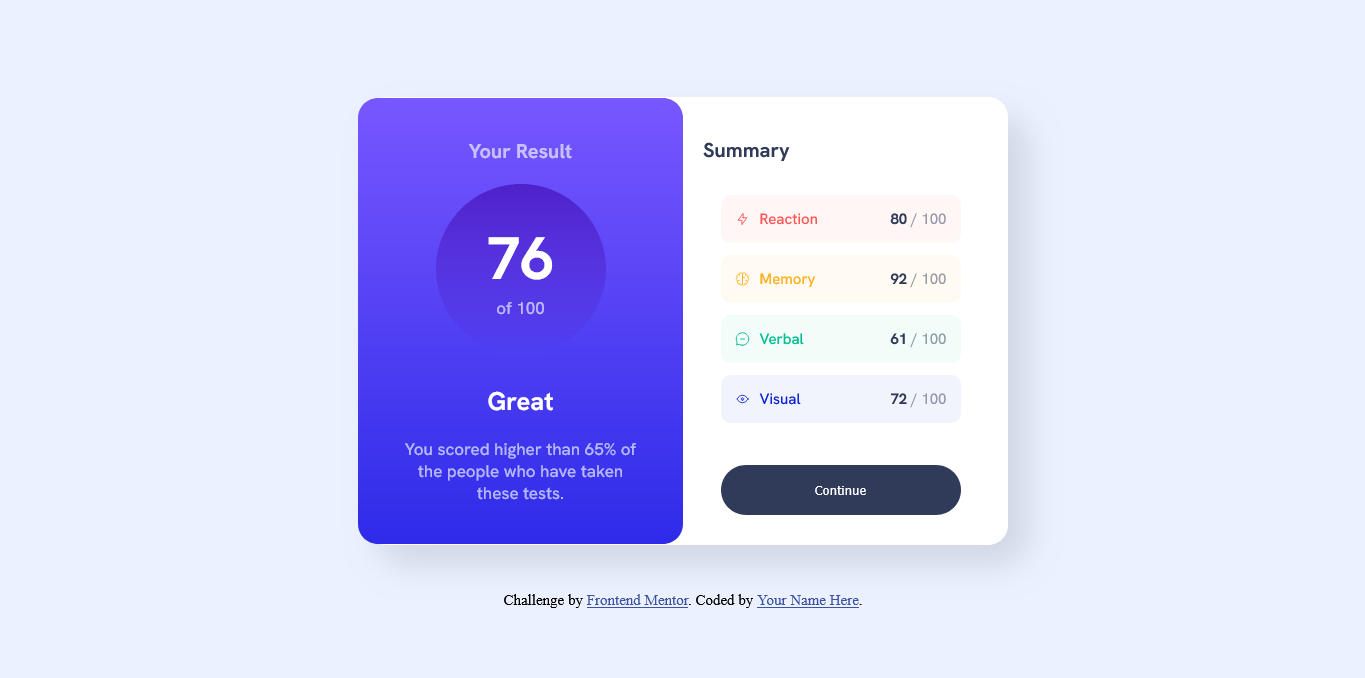 Your Result
76
of 100
Great
You scored higher than 65% of
the people who have taken
these tests.
Summary
Reaction 80 / 100
Memory 92 / 100
Verbal 61 / 100
Visual 72 / 100
Continue
Challenge by Frontend Mentor. Coded by Your Name Here.